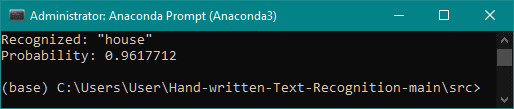 Administrator: Anaconda Prompt (Anaconda3)
Recognized: "house"
Probability: 0.9617712
(base) C:\Users\User\Hand-written-Text-Recognition-main\src>